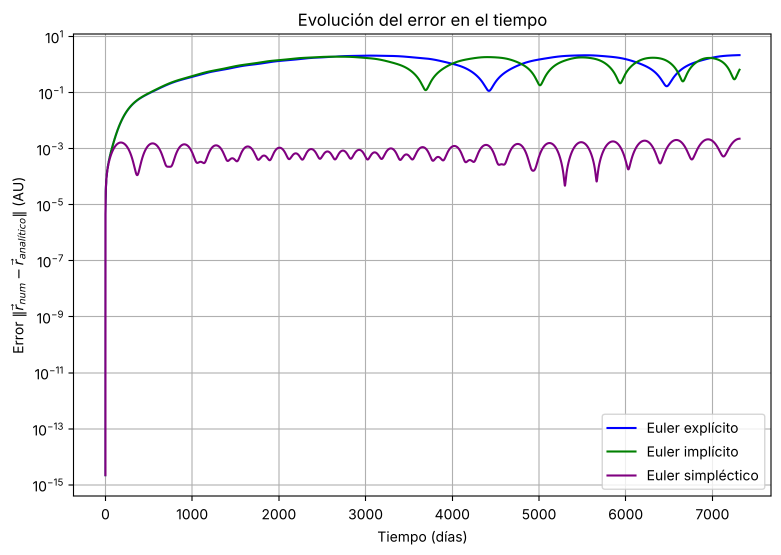 Evolución del error en el tiempo
Error ‖r⃗_num − r⃗_analítico‖ (AU)
10¹
10⁻¹
10⁻³
10⁻⁵
10⁻⁷
10⁻⁹
10⁻¹¹
10⁻¹³
10⁻¹⁵
Euler explícito
Euler implícito
Euler simpléctico
0 1000 2000 3000 4000 5000 6000 7000
Tiempo (días)